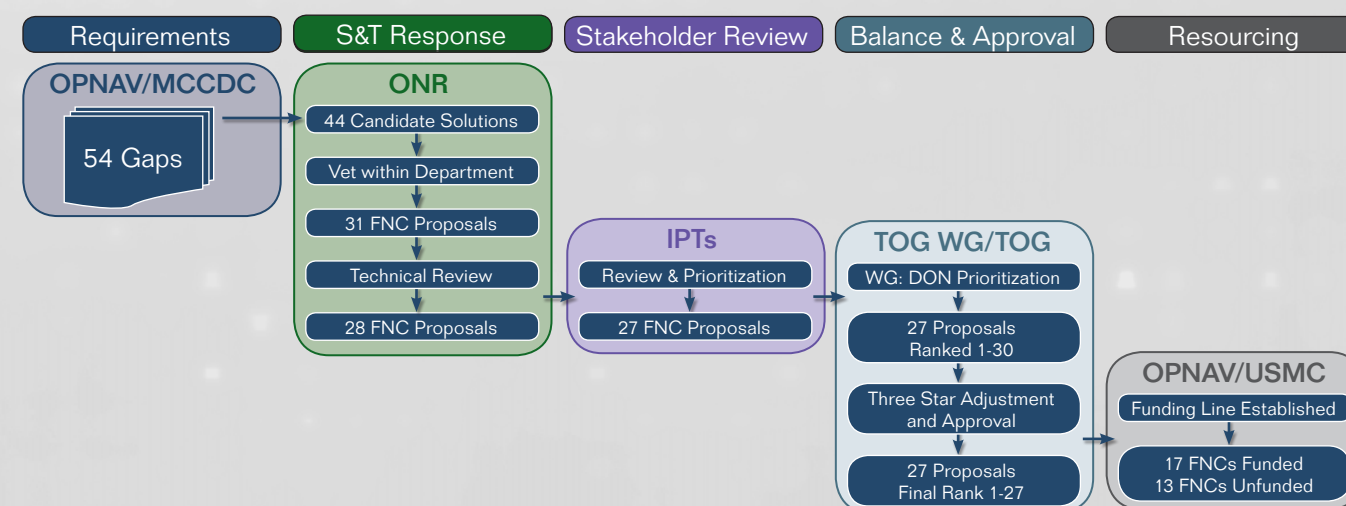 Requirements
S&T Response
Stakeholder Review
Balance & Approval
Resourcing
OPNAV/MCCDC
54 Gaps
ONR
44 Candidate Solutions
Vet within Department
31 FNC Proposals
Technical Review
28 FNC Proposals
IPTs
Review & Prioritization
27 FNC Proposals
TOG WG/TOG
WG: DON Prioritization
27 Proposals
Ranked 1-30
Three Star Adjustment
and Approval
27 Proposals
Final Rank 1-27
OPNAV/USMC
Funding Line Established
17 FNCs Funded
13 FNCs Unfunded